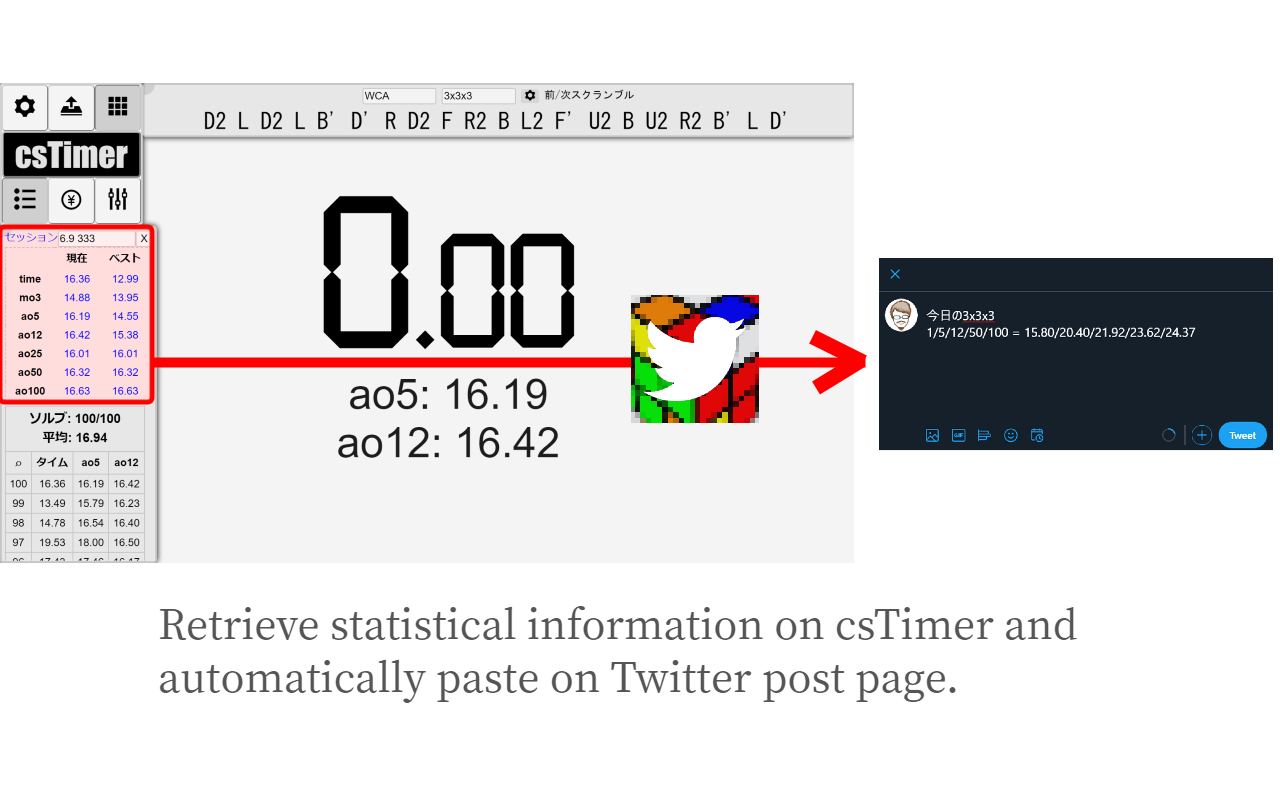 WCA 3x3x3 前/次スクランブル
D2 L D2 L B' D' R D2 F R2 B L2 F' U2 B U2 R2 B' L D'
csTimer
セッション 6.9 333 X
現在 ベスト
time 16.36 12.99
mo3 14.88 13.95
ao5 16.19 14.55
ao12 16.42 15.38
ao25 16.01 16.01
ao50 16.32 16.32
ao100 16.63 16.63
ソルブ: 100/100
平均: 16.94
タイム ao5 ao12
100 16.36 16.19 16.42
99 13.49 15.79 16.23
98 14.78 16.54 16.40
97 19.53 18.00 16.50
0.00
ao5: 16.19
ao12: 16.42
今日の3x3x3
1/5/12/50/100 = 15.80/20.40/21.92/23.62/24.37
GIF
Tweet
Retrieve statistical information on csTimer and
automatically paste on Twitter post page.